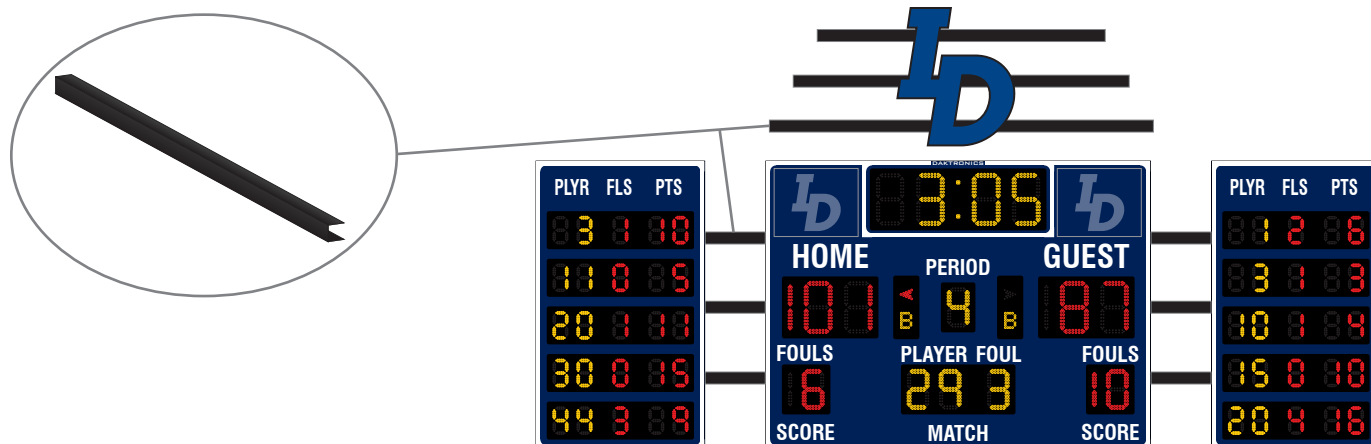 ID
DAKTRONICS
PLYR FLS PTS
3 1 10
11 0 5
20 1 11
30 0 15
44 3 9
ID
3:05
ID
HOME
PERIOD
GUEST
101
<
B
4
>
B
87
FOULS
PLAYER FOUL
FOULS
6
29 3
10
SCORE
MATCH
SCORE
PLYR FLS PTS
1 2 6
3 1 3
10 1 4
15 0 10
20 4 16